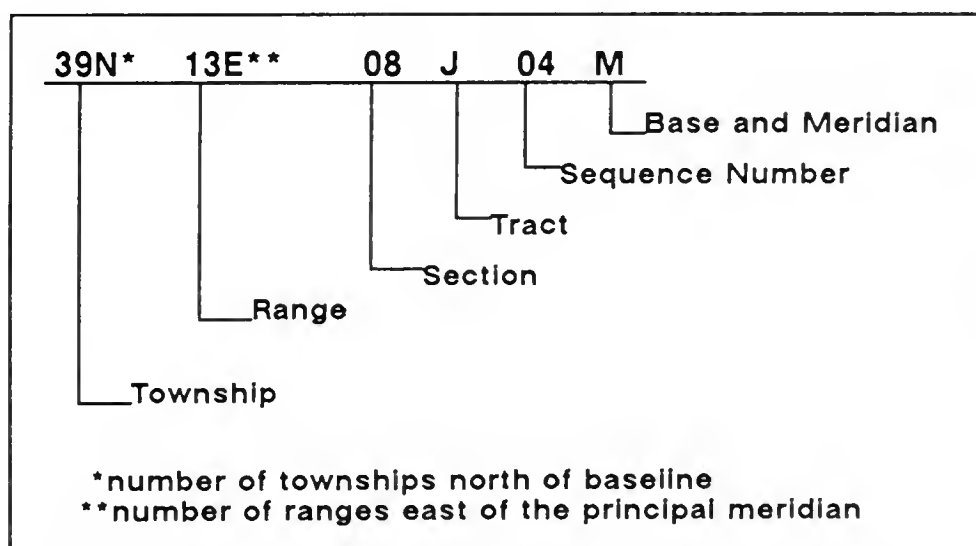 39N* 13E** 08 J 04 M
Base and Meridian
Sequence Number
Tract
Section
Range
Township
*number of townships north of baseline
**number of ranges east of the principal meridian